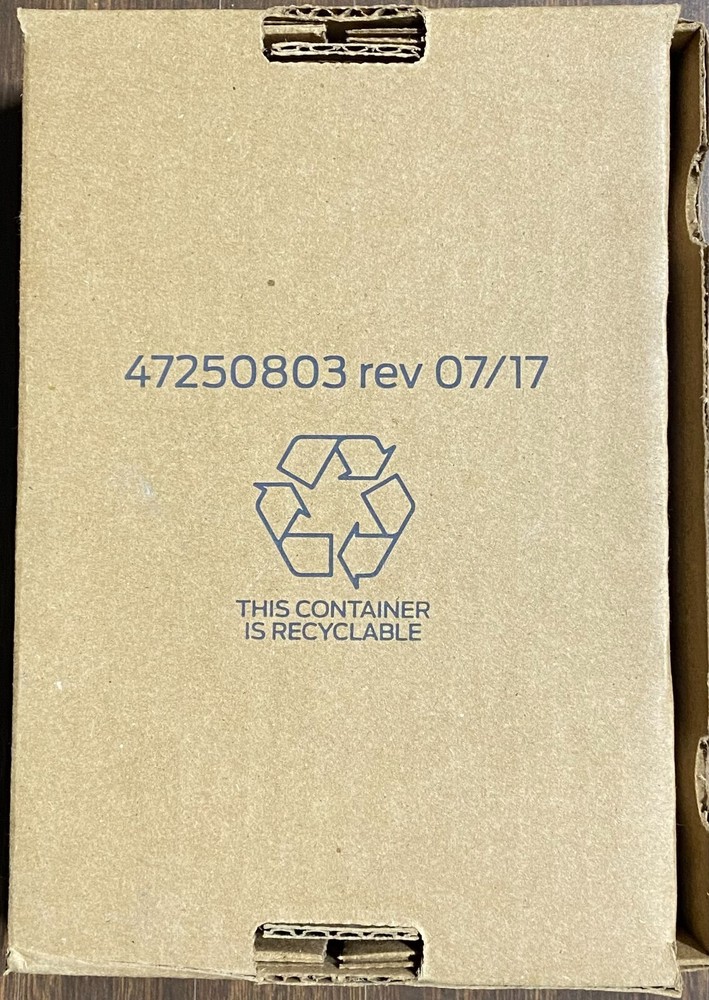 47250803 rev 07/17
THIS CONTAINER
IS RECYCLABLE